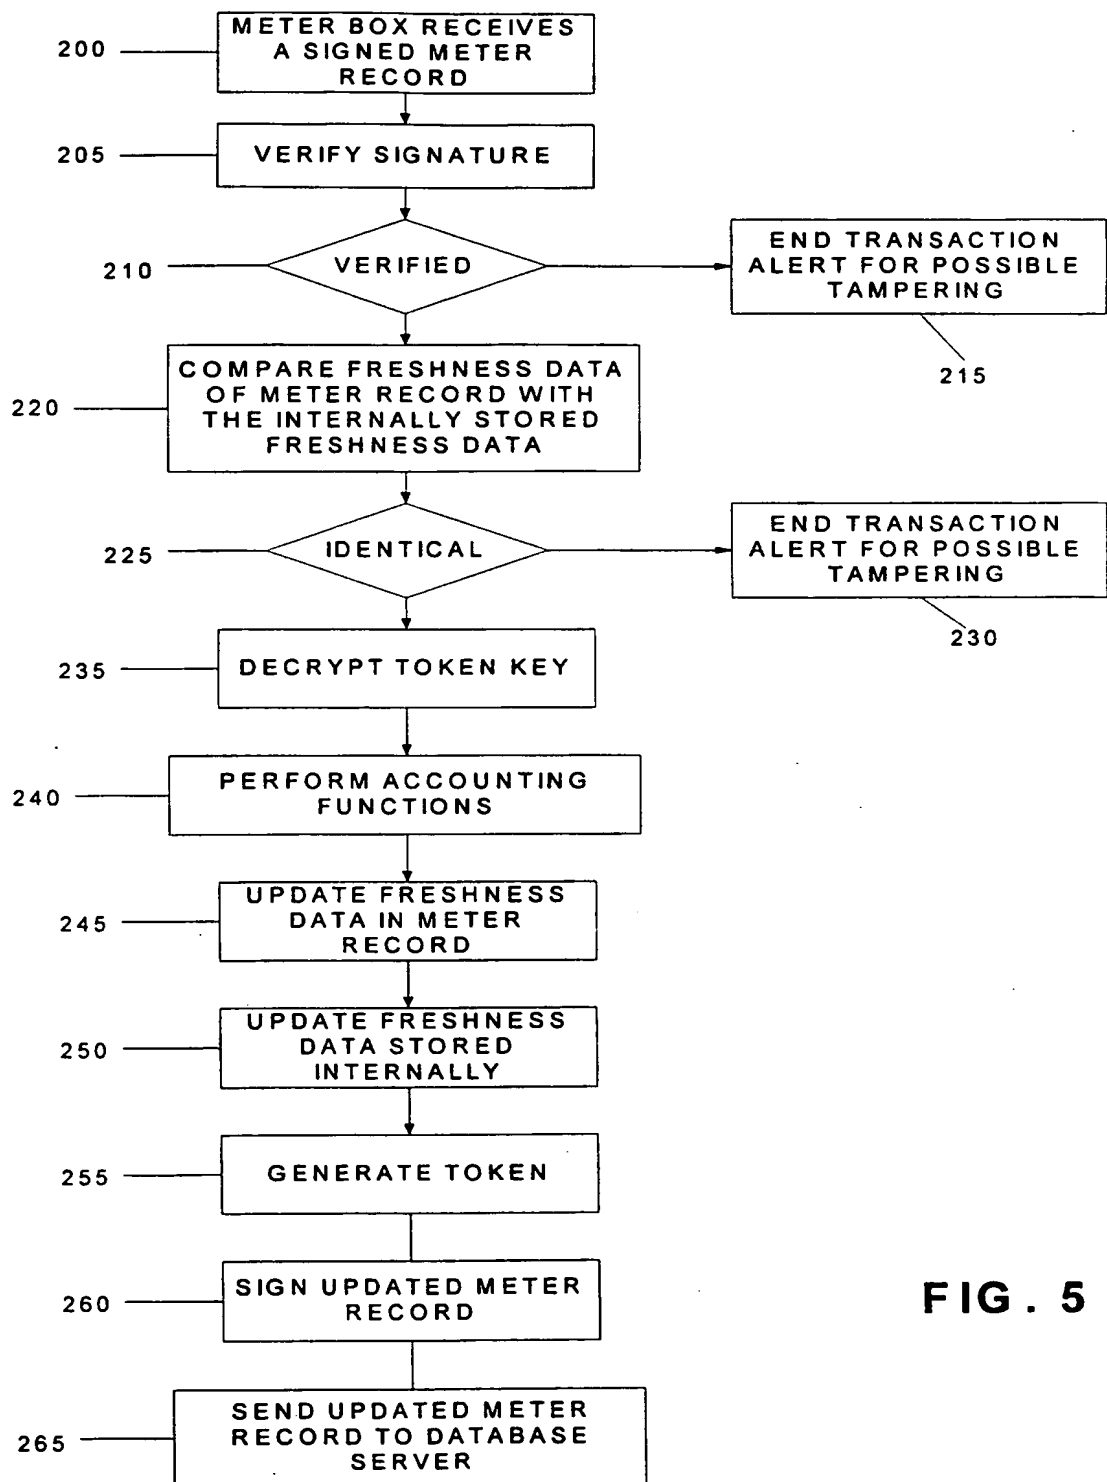 METER BOX RECEIVES
A SIGNED METER
RECORD
200
205
VERIFY SIGNATURE
210
VERIFIED
END TRANSACTION
ALERT FOR POSSIBLE
TAMPERING
215
220
COMPARE FRESHNESS DATA
OF METER RECORD WITH
THE INTERNALLY STORED
FRESHNESS DATA
225
IDENTICAL
END TRANSACTION
ALERT FOR POSSIBLE
TAMPERING
230
235
DECRYPT TOKEN KEY
240
PERFORM ACCOUNTING
FUNCTIONS
245
UPDATE FRESHNESS
DATA IN METER
RECORD
250
UPDATE FRESHNESS
DATA STORED
INTERNALLY
255
GENERATE TOKEN
260
SIGN UPDATED METER
RECORD
FIG. 5
265
SEND UPDATED METER
RECORD TO DATABASE
SERVER